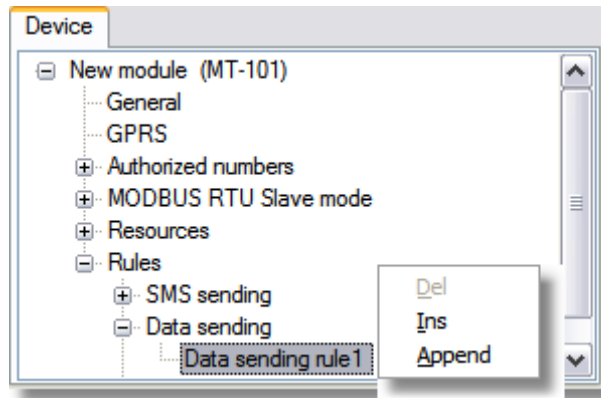 Device
New module (MT-101)
General
GPRS
Authorized numbers
MODBUS RTU Slave mode
Resources
Rules
SMS sending
Data sending
Data sending rule1
Del
Ins
Append